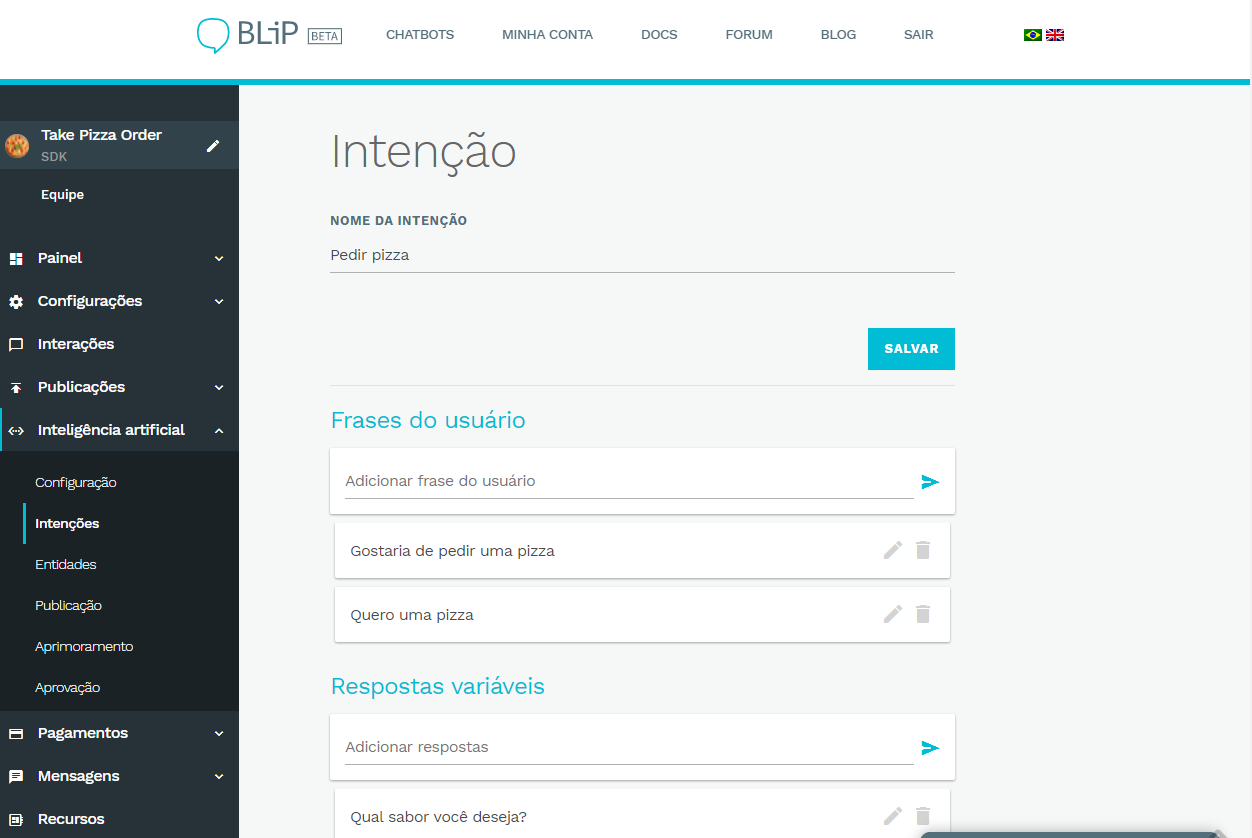 BLiP BETA CHATBOTS MINHA CONTA DOCS FORUM BLOG SAIR
Take Pizza Order
SDK
Equipe
Painel
Configurações
Interações
Publicações
Inteligência artificial
Configuração
Intenções
Entidades
Publicação
Aprimoramento
Aprovação
Pagamentos
Mensagens
Recursos
Intenção
NOME DA INTENÇÃO
Pedir pizza
SALVAR
Frases do usuário
Adicionar frase do usuário
Gostaria de pedir uma pizza
Quero uma pizza
Respostas variáveis
Adicionar respostas
Qual sabor você deseja?